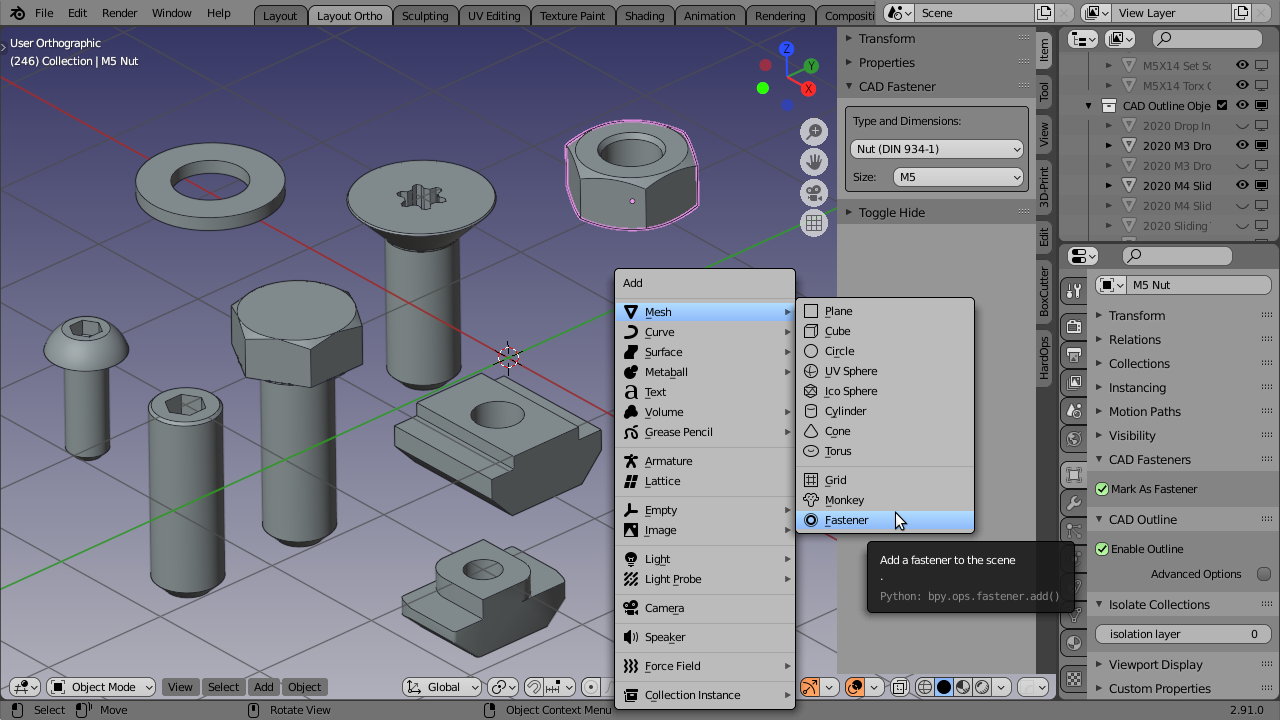 File Edit Render Window Help Layout Layout Ortho Sculpting UV Editing Texture Paint Shading Animation Rendering Compositi Scene View Layer
User Orthographic
(246) Collection | M5 Nut
Z
Y
X
Transform
Properties
CAD Fastener
Type and Dimensions:
Nut (DIN 934-1)
Size: M5
Toggle Hide
Item
Tool
View
3D-Print
Edit
BoxCutter
HardOps
M5X14 Set Sc
M5X14 Torx C
CAD Outline Obje
2020 Drop In
2020 M3 Dro
2020 M3 Dro
2020 M4 Slid
2020 M4 Slid
2020 Sliding
M5 Nut
Transform
Relations
Collections
Instancing
Motion Paths
Visibility
CAD Fasteners
Mark As Fastener
CAD Outline
Enable Outline
Advanced Options
Isolate Collections
isolation layer 0
Viewport Display
Custom Properties
Add
Mesh
Curve
Surface
Metaball
Text
Volume
Grease Pencil
Armature
Lattice
Empty
Image
Light
Light Probe
Camera
Speaker
Force Field
Collection Instance
Plane
Cube
Circle
UV Sphere
Ico Sphere
Cylinder
Cone
Torus
Grid
Monkey
Fastener
Add a fastener to the scene
.
Python: bpy.ops.fastener.add()
Object Mode View Select Add Object Global
Select Move Rotate View Object Context Menu 2.91.0